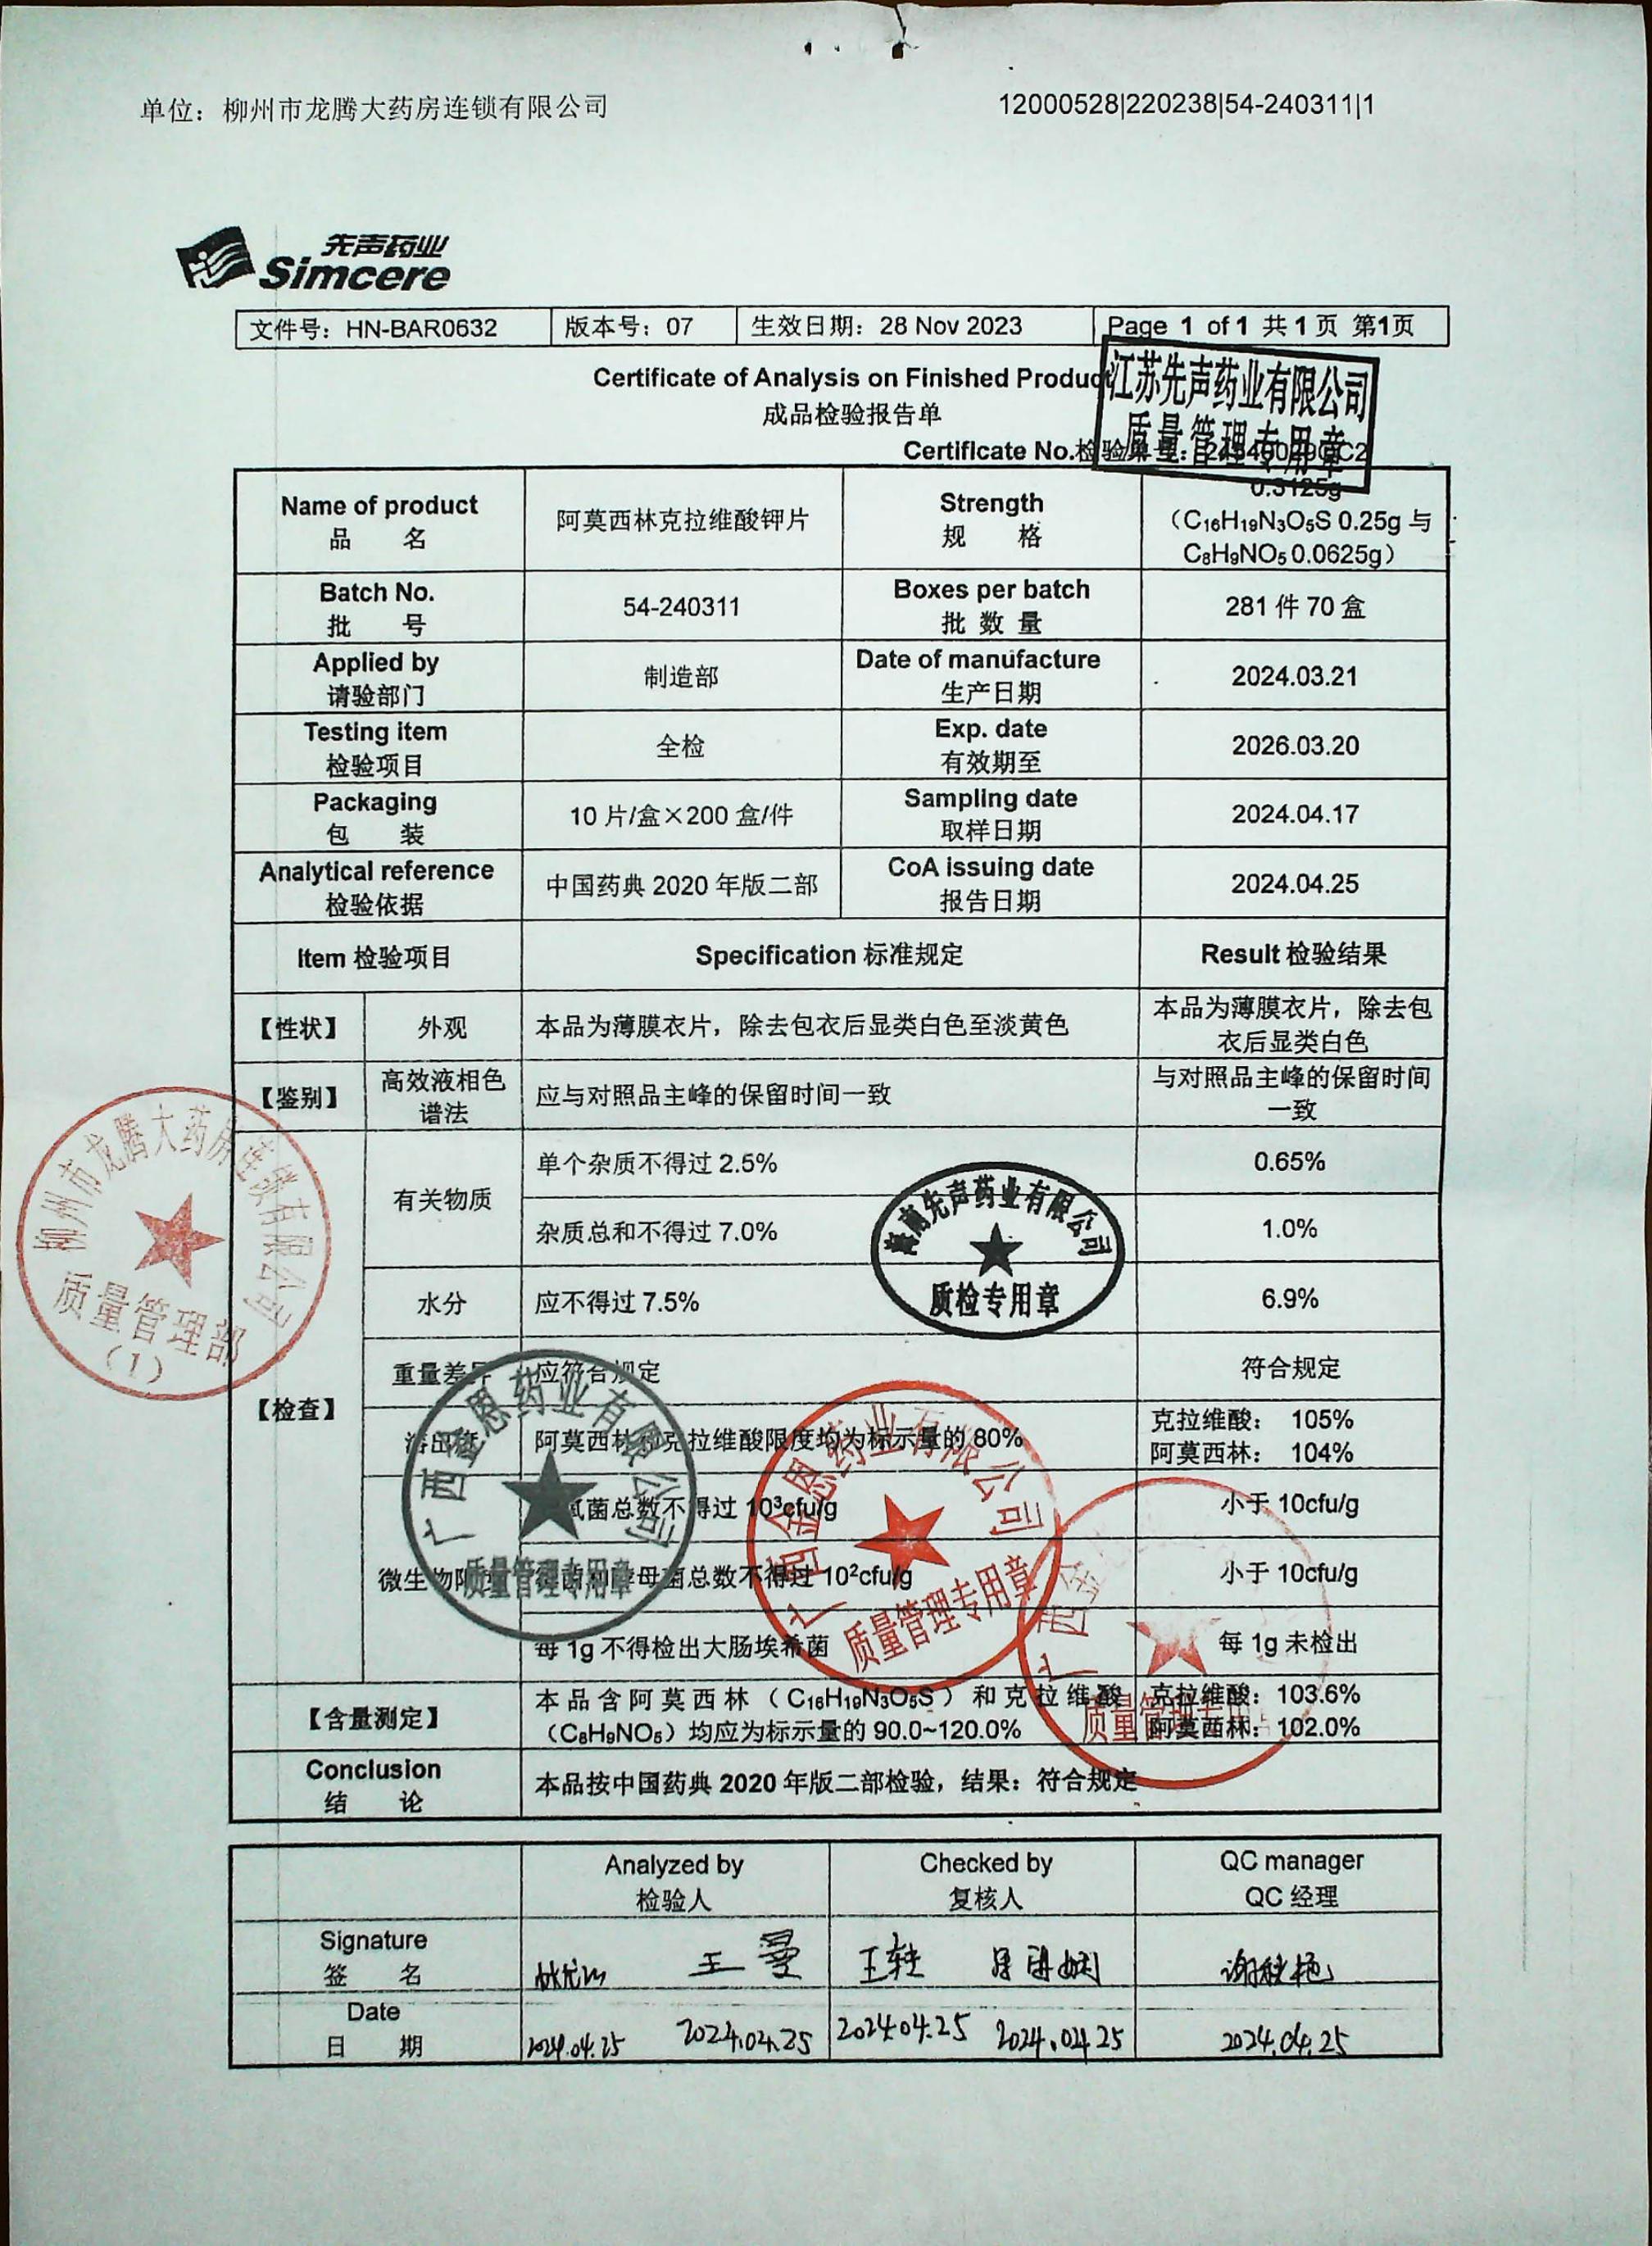 单位：柳州市龙腾大药房连锁有限公司
12000528|220238|54-240311|1
先声药业
Simcere
文件号：HN-BAR0632 版本号：07 生效日期：28 Nov 2023 Page 1 of 1 共 1 页 第1页
Certificate of Analysis on Finished Produc
成品检验报告单
江苏先声药业有限公司
质量管理专用章
Certificate No.检验单号：
Name of product
品 名
阿莫西林克拉维酸钾片
Strength
规 格
0.3125g
（C₁₆H₁₉N₃O₅S 0.25g 与
C₈H₉NO₅ 0.0625g）
Batch No.
批 号
54-240311
Boxes per batch
批 数 量
281 件 70 盒
Applied by
请验部门
制造部
Date of manufacture
生产日期
2024.03.21
Testing item
检验项目
全检
Exp. date
有效期至
2026.03.20
Packaging
包 装
10 片/盒×200 盒/件
Sampling date
取样日期
2024.04.17
Analytical reference
检验依据
中国药典 2020 年版二部
CoA issuing date
报告日期
2024.04.25
Item 检验项目
Specification 标准规定
Result 检验结果
【性状】
外观
本品为薄膜衣片，除去包衣后显类白色至淡黄色
本品为薄膜衣片，除去包
衣后显类白色
【鉴别】
高效液相色
谱法
应与对照品主峰的保留时间一致
与对照品主峰的保留时间
一致
【检查】
有关物质
单个杂质不得过 2.5%
0.65%
杂质总和不得过 7.0%
1.0%
水分
应不得过 7.5%
6.9%
重量差异
应符合规定
符合规定
溶出度
阿莫西林和克拉维酸限度均为标示量的 80%
克拉维酸： 105%
阿莫西林： 104%
微生物限度
氧菌总数不得过 10³cfu/g
小于 10cfu/g
霉菌和酵母菌总数不得过 10²cfu/g
小于 10cfu/g
每 1g 不得检出大肠埃希菌
每 1g 未检出
【含量测定】
本品含阿莫西林（C₁₆H₁₉N₃O₅S）和克拉维酸
（C₈H₉NO₅）均应为标示量的 90.0~120.0%
克拉维酸：103.6%
阿莫西林：102.0%
Conclusion
结 论
本品按中国药典 2020 年版二部检验，结果：符合规定
柳州市龙腾大药房连锁有限公司
质量管理部
（1）
海南先声药业有限公司
质检专用章
广西金恩药业有限公司
质量管理专用章
广西金恩药业有限公司
质量管理专用章
广西
质量管理专用
Analyzed by
检验人
Checked by
复核人
QC manager
QC 经理
Signature
签 名
王曼
王轶
Date
日 期
2024.04.25
2024.04.25
2024.04.25
2024.04.25
2024.04.25